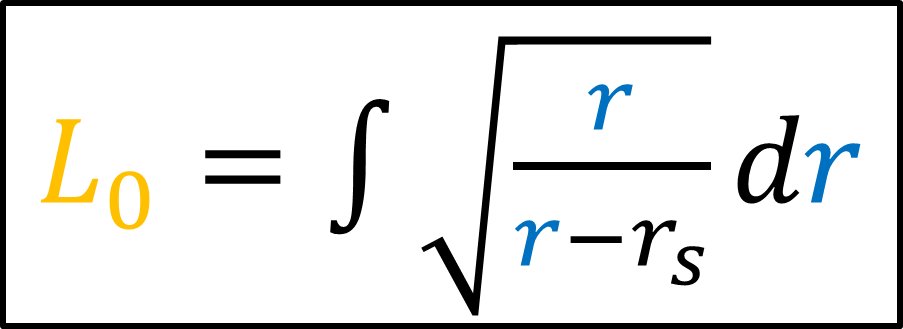 L₀ = ∫ √(r / (r−rₛ)) dr